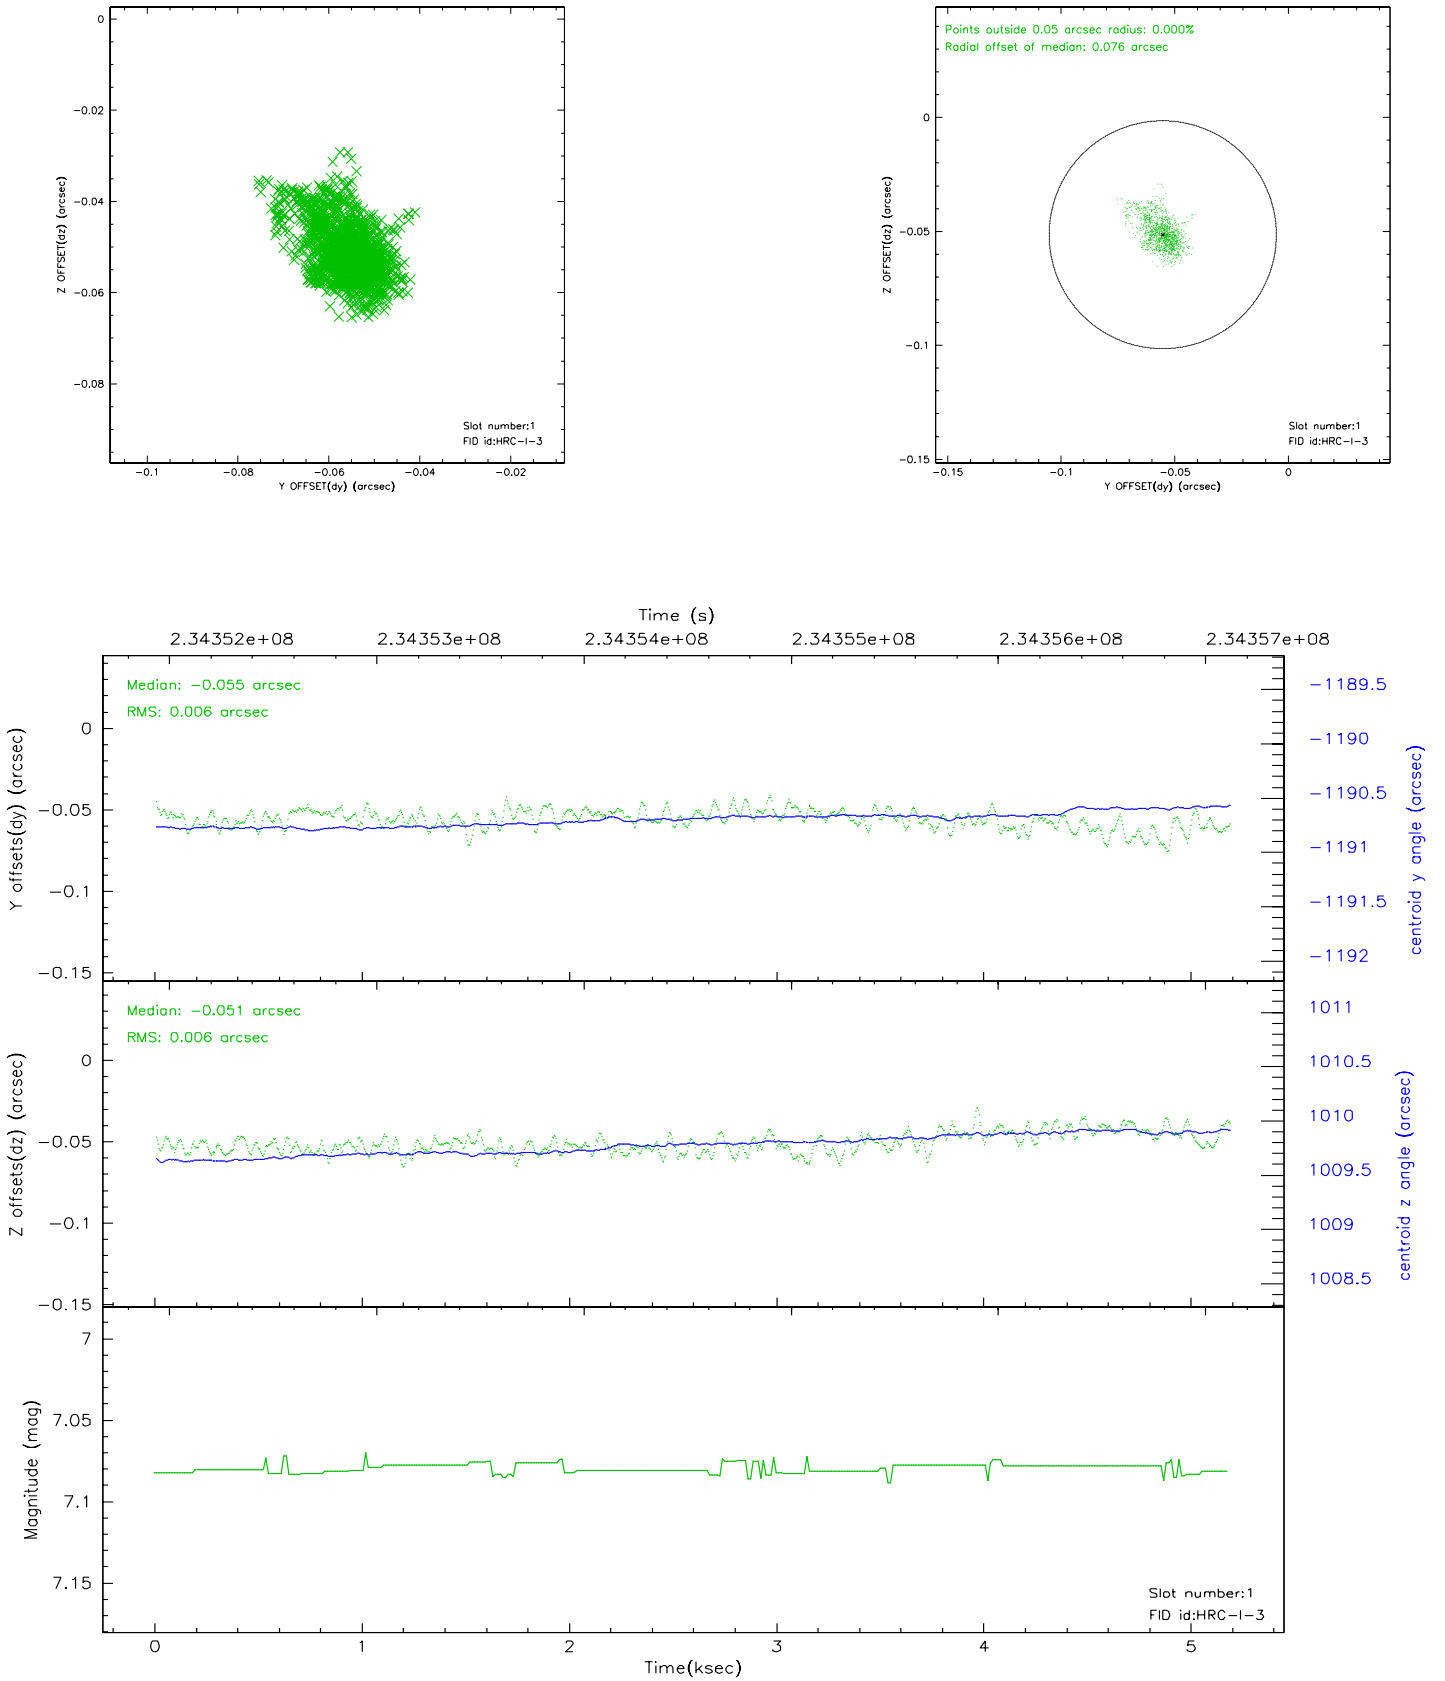 0
−0.02
−0.04
−0.06
−0.08
Z OFFSET(dz) (arcsec)
Slot number:1
FID id:HRC−I−3
−0.1 −0.08 −0.06 −0.04 −0.02
Y OFFSET(dy) (arcsec)
Points outside 0.05 arcsec radius: 0.000%
Radial offset of median: 0.076 arcsec
0
−0.05
−0.1
−0.15
Z OFFSET(dz) (arcsec)
Slot number:1
FID id:HRC−I−3
−0.15 −0.1 −0.05 0
Y OFFSET(dy) (arcsec)
Time (s)
2.34352e+08 2.34353e+08 2.34354e+08 2.34355e+08 2.34356e+08 2.34357e+08
Median: −0.055 arcsec
RMS: 0.006 arcsec
0
−0.05
−0.1
−0.15
Y offsets(dy) (arcsec)
−1189.5
−1190
−1190.5
−1191
−1191.5
−1192
centroid y angle (arcsec)
Median: −0.051 arcsec
RMS: 0.006 arcsec
0
−0.05
−0.1
−0.15
Z offsets(dz) (arcsec)
1011
1010.5
1010
1009.5
1009
1008.5
centroid z angle (arcsec)
7
7.05
7.1
7.15
Magnitude (mag)
Slot number:1
FID id:HRC−I−3
0 1 2 3 4 5
Time(ksec)